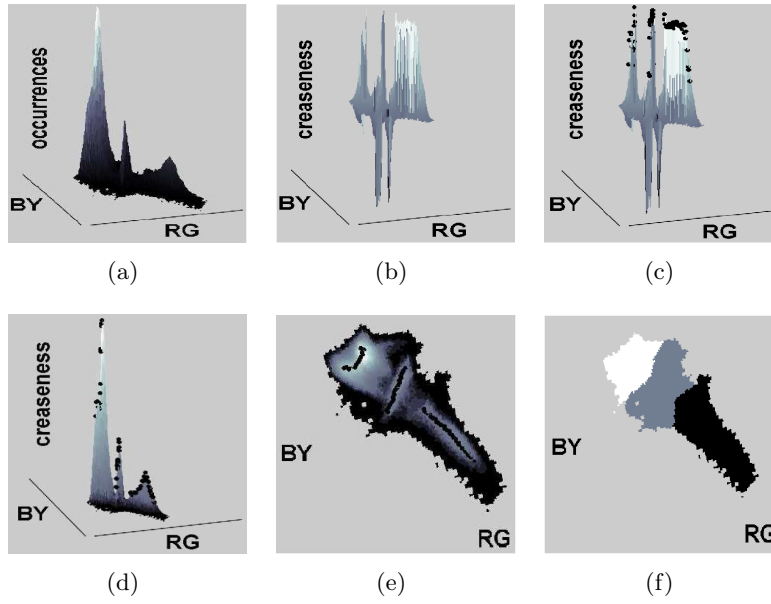 occurrences
BY
RG
(a)
creaseness
BY
RG
(b)
creaseness
BY
RG
(c)
creaseness
BY
RG
(d)
BY
RG
(e)
BY
RG
(f)